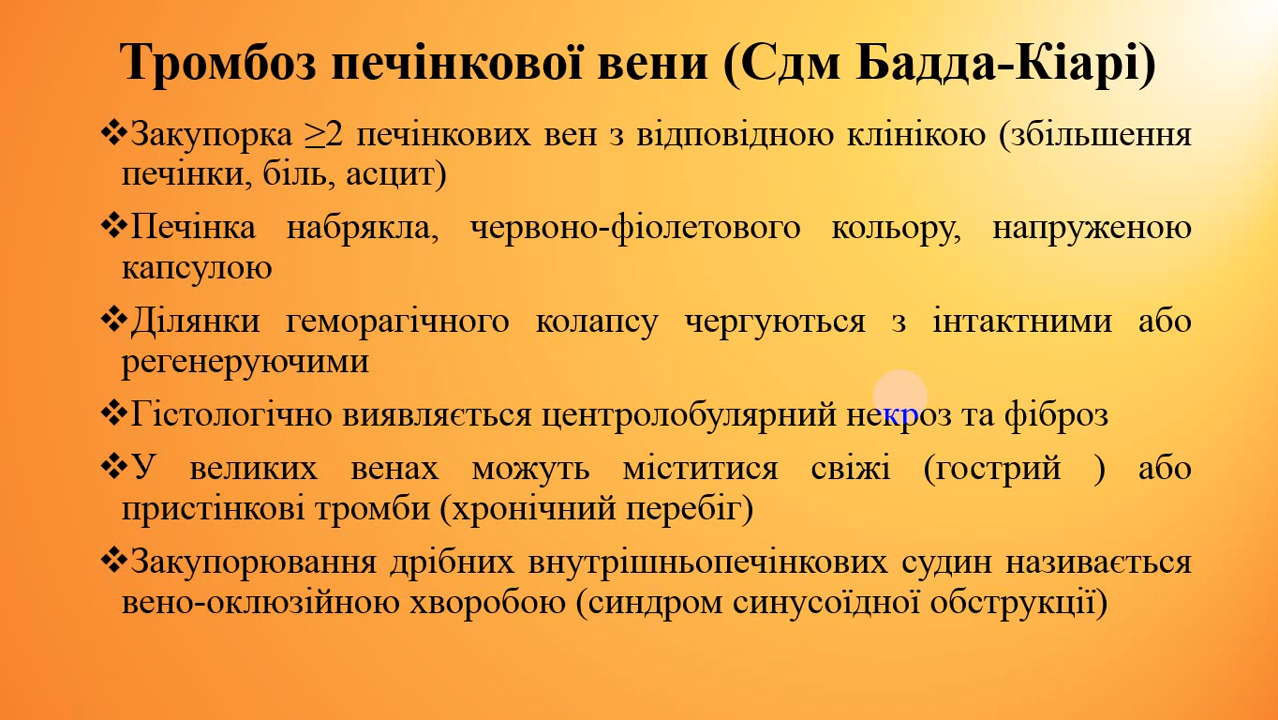 Тромбоз печінкової вени (Сдм Бадда-Кіарі)
❖Закупорка ≥2 печінкових вен з відповідною клінікою (збільшення
печінки, біль, асцит)
❖Печінка набрякла, червоно-фіолетового кольору, напруженою
капсулою
❖Ділянки геморагічного колапсу чергуються з інтактними або
регенеруючими
❖Гістологічно виявляється центролобулярний некроз та фіброз
❖У великих венах можуть міститися свіжі (гострий ) або
пристінкові тромби (хронічний перебіг)
❖Закупорювання дрібних внутрішньопечінкових судин називається
вено-оклюзійною хворобою (синдром синусоїдної обструкції)